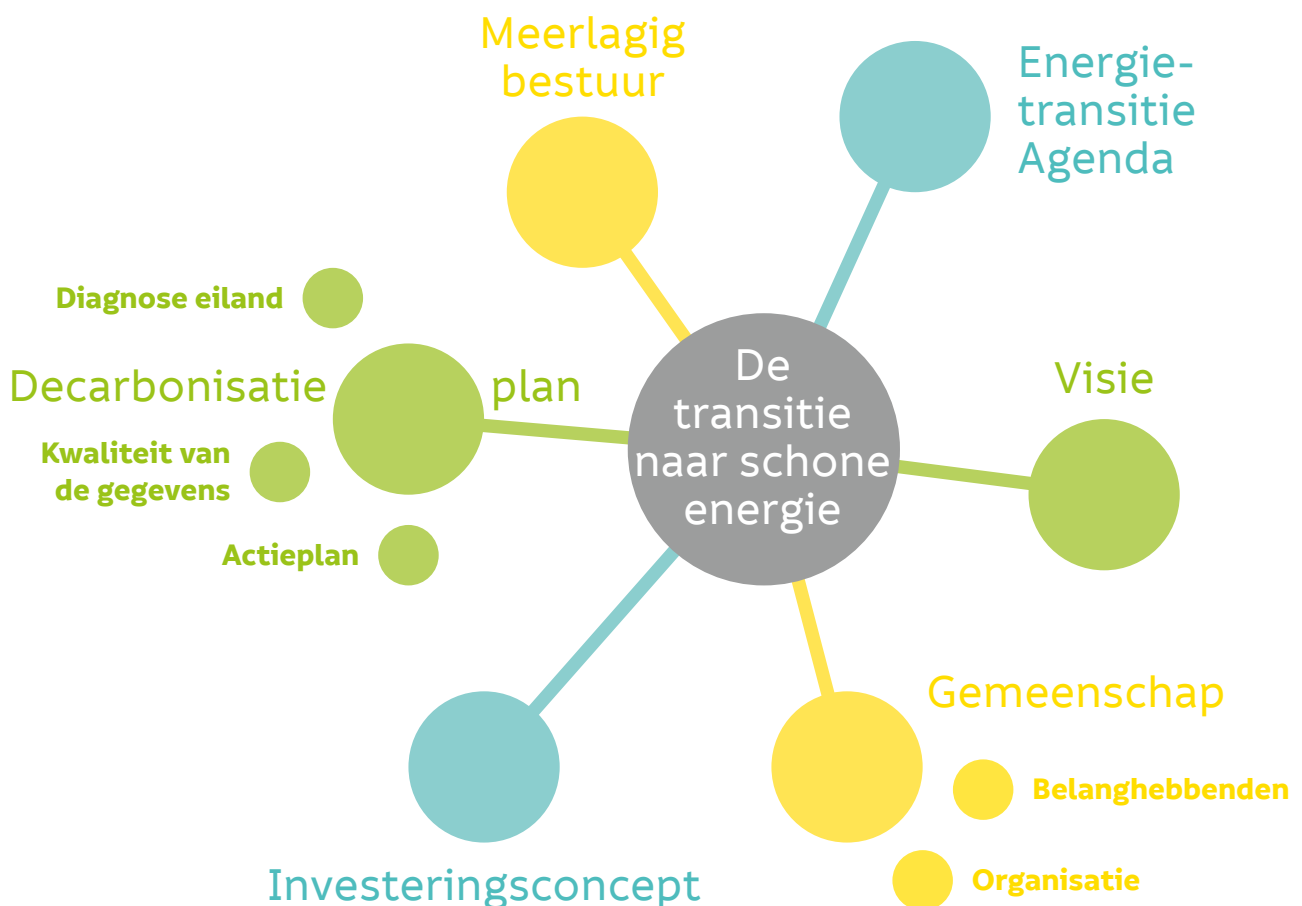 Meerlagig
bestuur
Energie-
transitie
Agenda
Diagnose eiland
Decarbonisatie plan
Kwaliteit van
de gegevens
Actieplan
De
transitie
naar schone
energie
Visie
Gemeenschap
Belanghebbenden
Organisatie
Investeringsconcept